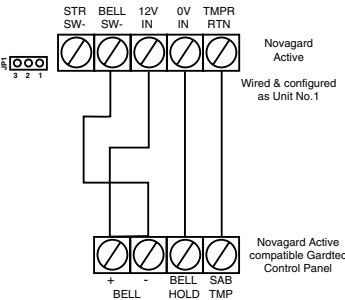 STR BELL 12V 0V TMPR
SW- SW- IN IN RTN
Novagard
Active
JP1
3 2 1
Wired & configured
as Unit No.1
Novagard Active
compatible Gardtec
Control Panel
+ - BELL SAB
BELL HOLD TMP